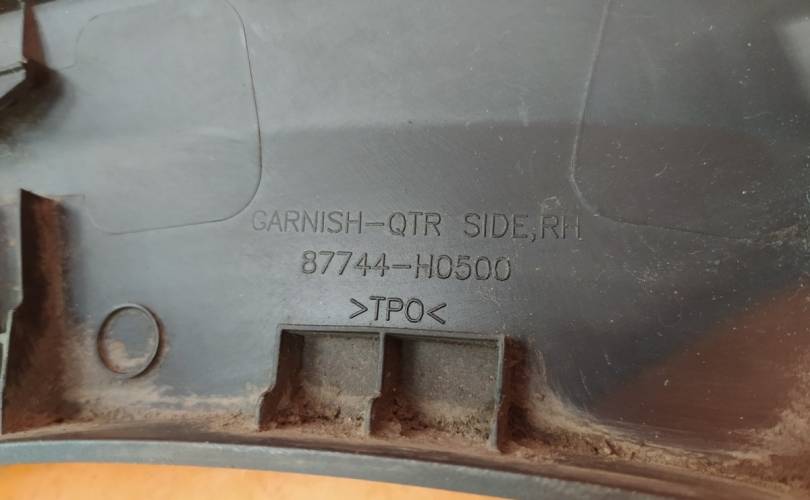 GARNISH-QTR SIDE,RH
87744-H0500
>TPO<